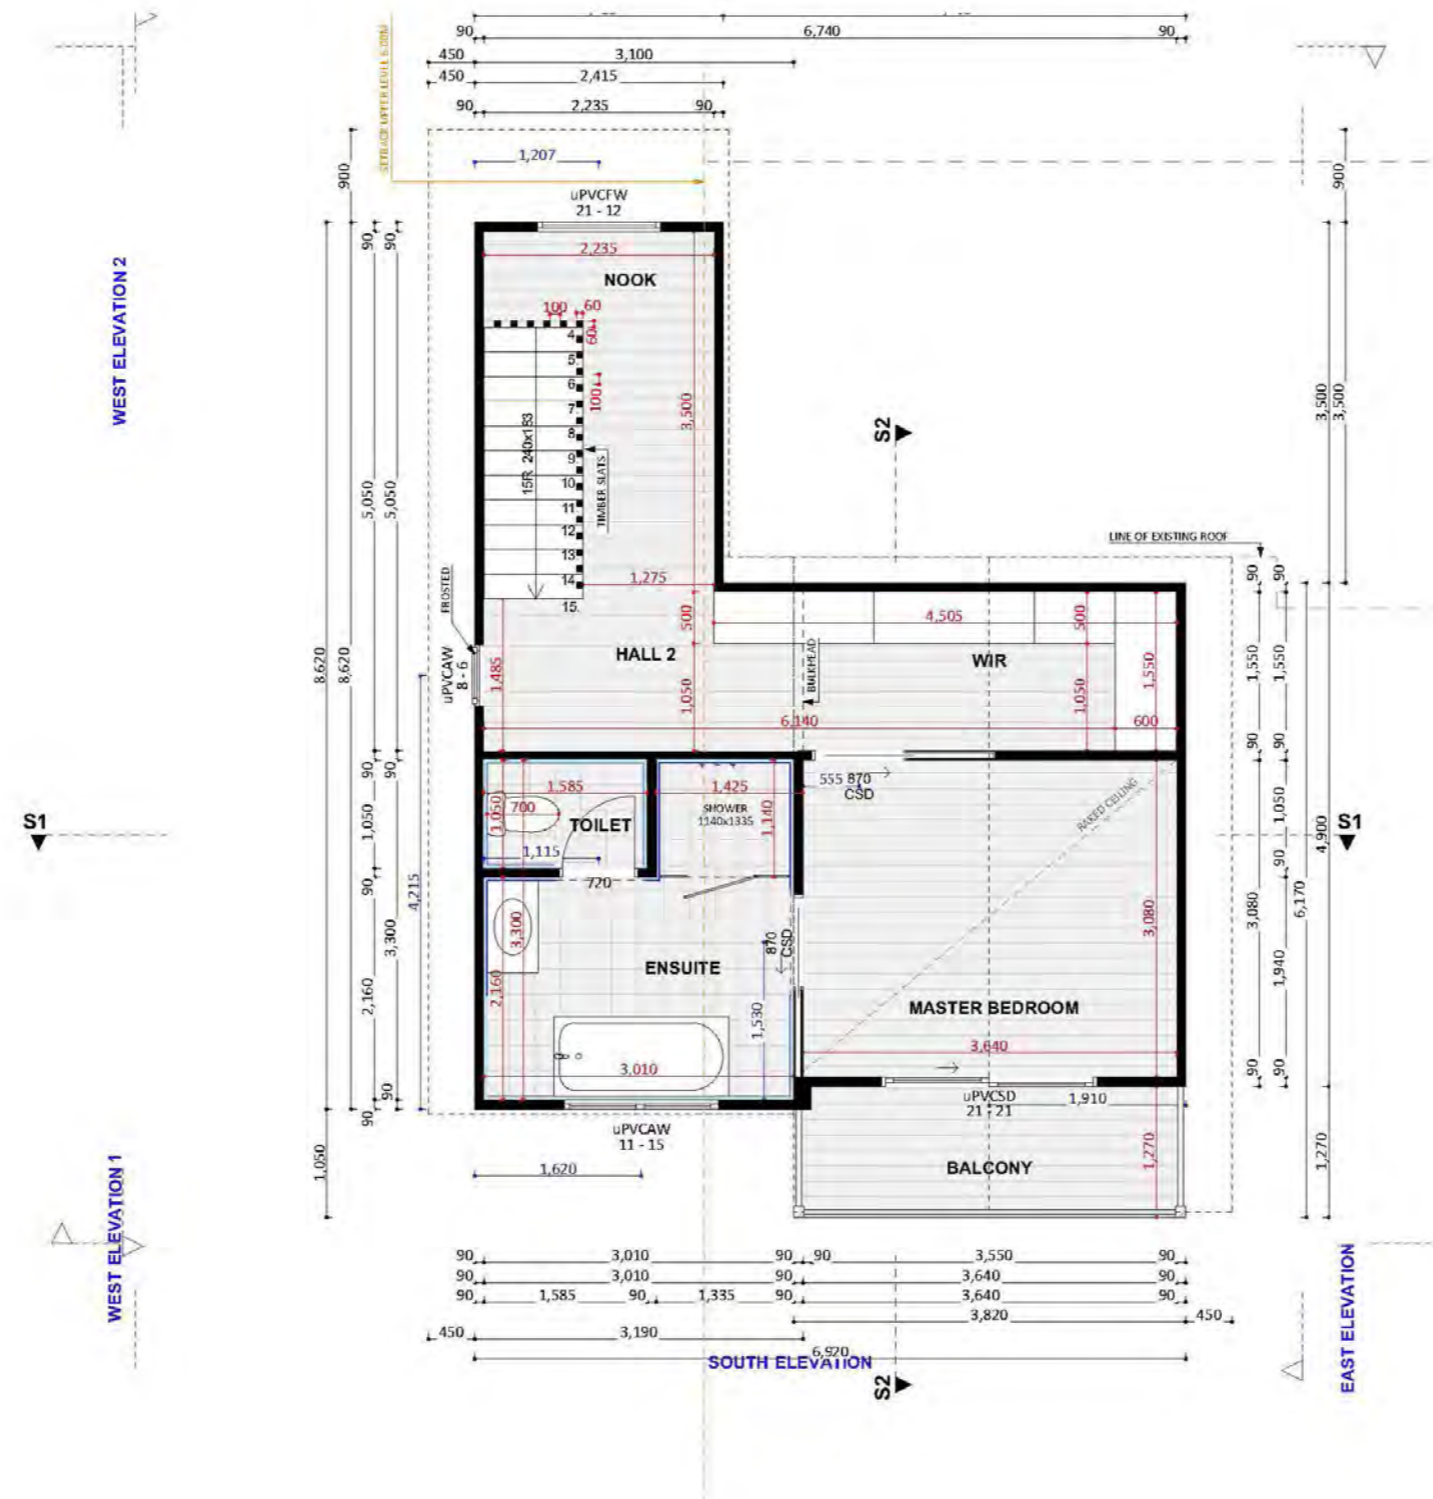 90 6,740 90
450 3,100
450 2,415
90 2,235 90
SETBACK UPPER LEVEL 6.00M
1,207
900
900
uPVCFW
21 - 12
90
90
2,235
NOOK
100 60
60
100
4
5
6
7
8
9
10
11
12
13
14
15
15R 240x183
TIMBER SLATS
3,500
3,500
3,500
WEST ELEVATION 2
5,050
5,050
S2
LINE OF EXISTING ROOF
90
90
FROSTED
1,275
500
4,505
500
HALL 2
WIR
BULKHEAD
uPVCAW
8 - 6
1,485
1,050
1,050
1,550
1,550
1,550
8,620
8,620
6,140
600
90
90
90
90
1,585
1,425
555 870
CSD
1,050
700
TOILET
SHOWER
1140x1335
1,140
RAKED CEILING
1,050
1,050
S1
S1
4,900
1,115
720
90
90
4,215
3,300
3,300
2,160
2,160
870
CSD
ENSUITE
1,530
3,080
3,080
1,940
6,170
MASTER BEDROOM
3,640
3,010
90
90
90
90
uPVCSD
21 - 21
1,910
uPVCAW
11 - 15
1,620
BALCONY
1,270
1,270
1,050
WEST ELEVATION 1
EAST ELEVATION
90 3,010 90 90 3,550 90
90 3,010 90 3,640 90
90 1,585 90 1,335 90 3,640 90
3,820 450
450 3,190
6,920
SOUTH ELEVATION
S2